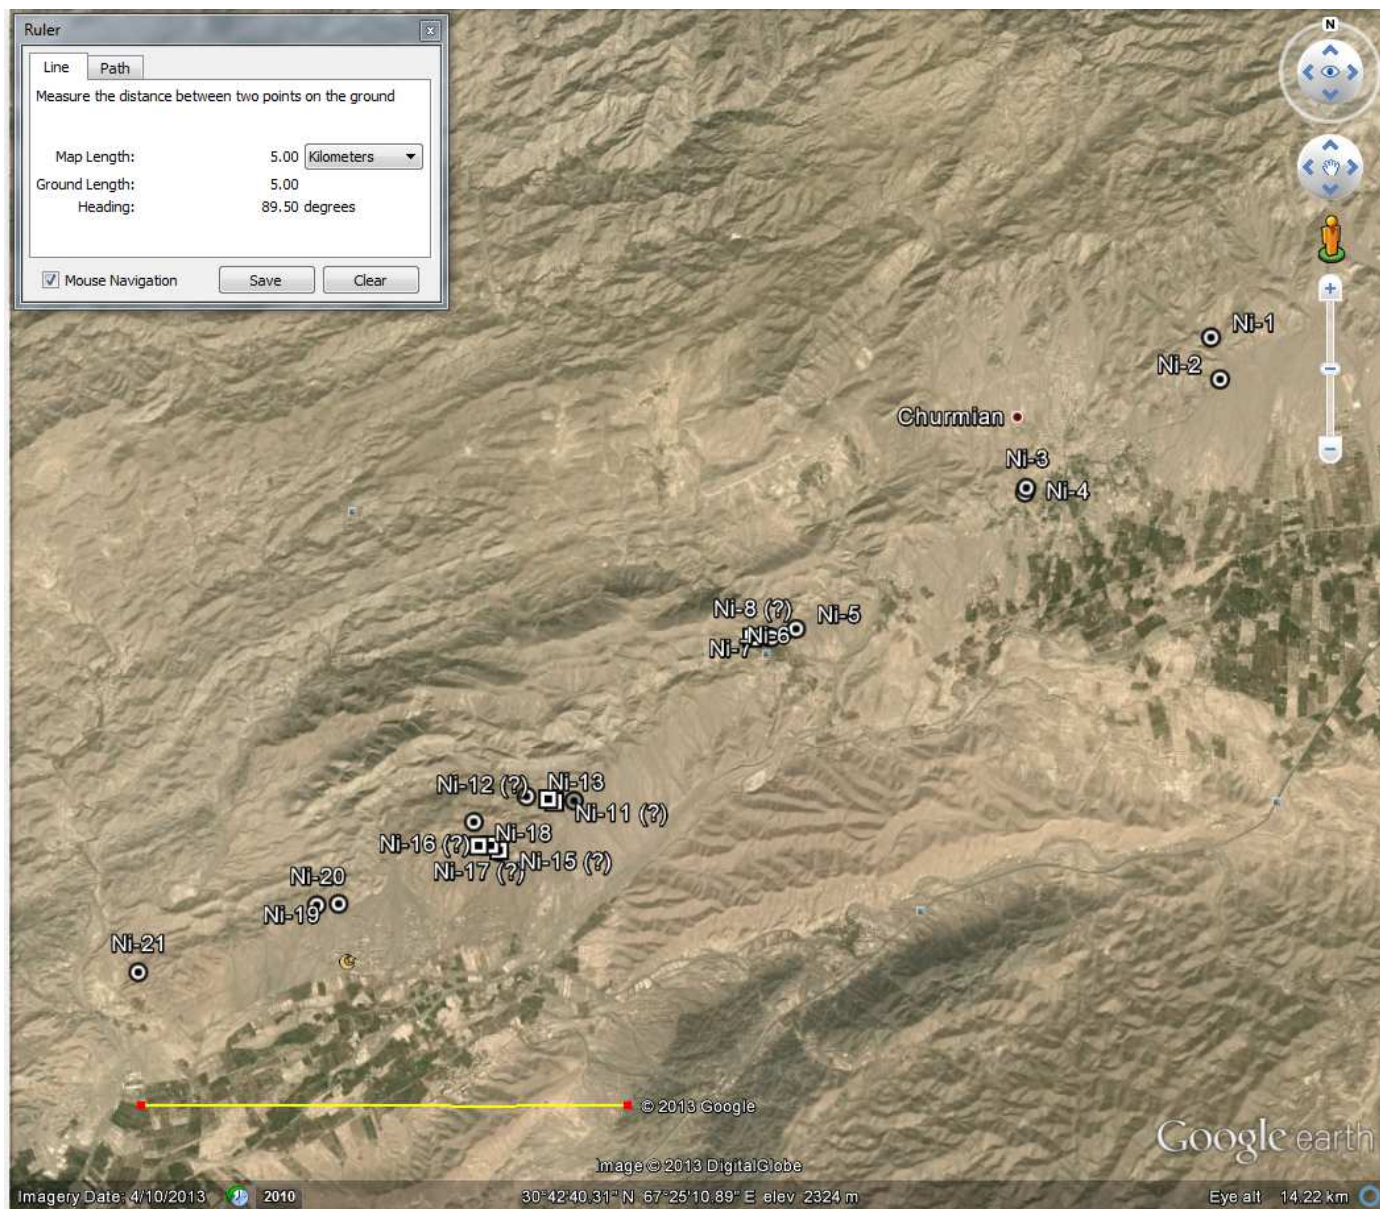 Ruler
x
Line Path
Measure the distance between two points on the ground
Map Length: 5.00 Kilometers
Ground Length: 5.00
Heading: 89.50 degrees
Mouse Navigation Save Clear
N
Ni-1
Ni-2
Churmian
Ni-3
Ni-4
Ni-8 (?)
Ni-5
Ni-6
Ni-7
Ni-12 (?)
Ni-13
Ni-11 (?)
Ni-18
Ni-16 (?)
Ni-15 (?)
Ni-17 (?)
Ni-20
Ni-19
Ni-21
© 2013 Google
Google earth
Image © 2013 DigitalGlobe
Imagery Date: 4/10/2013 2010 30°42'40.31" N 67°25'10.89" E elev 2324 m Eye alt 14.22 km